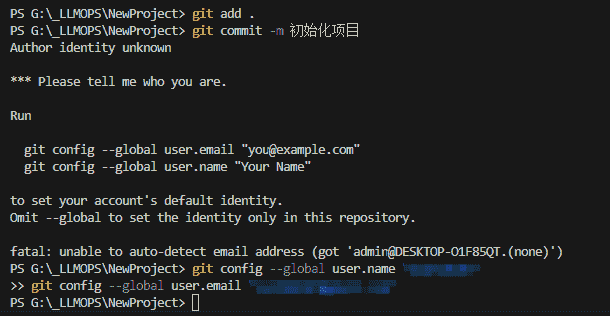 PS G:\_LLMOPS\NewProject> git add .
PS G:\_LLMOPS\NewProject> git commit -m 初始化项目
Author identity unknown
*** Please tell me who you are.
Run
git config --global user.email "you@example.com"
git config --global user.name "Your Name"
to set your account's default identity.
Omit --global to set the identity only in this repository.
fatal: unable to auto-detect email address (got 'admin@DESKTOP-O1F85QT.(none)')
PS G:\_LLMOPS\NewProject> git config --global user.name
>> git config --global user.email
PS G:\_LLMOPS\NewProject>